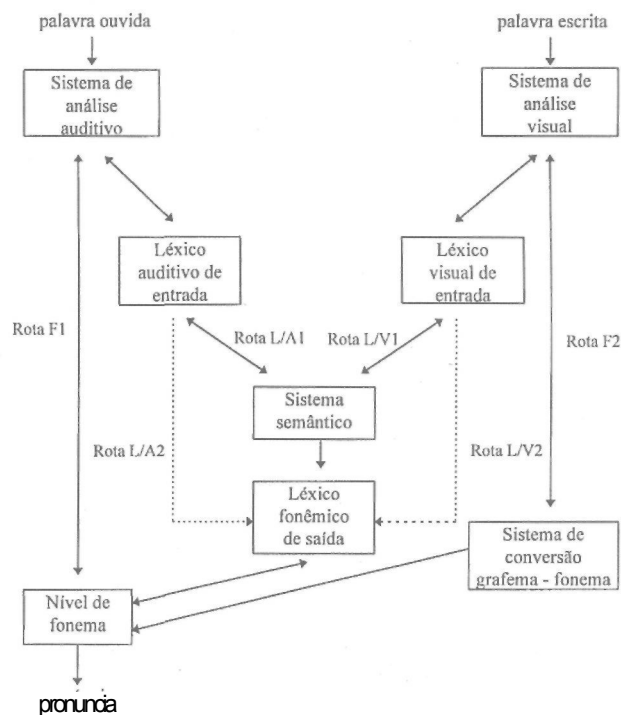 palavra ouvida
palavra escrita
Sistema de
análise
auditivo
Sistema de
análise
visual
Léxico
auditivo de
entrada
Léxico
visual de
entrada
Rota F1
Rota L/A1
Rota L/V1
Rota F2
Sistema
semântico
Rota L/A2
Rota L/V2
Léxico
fonêmico
de saída
Sistema de
conversão
grafema - fonema
Nível de
fonema
pronuncia